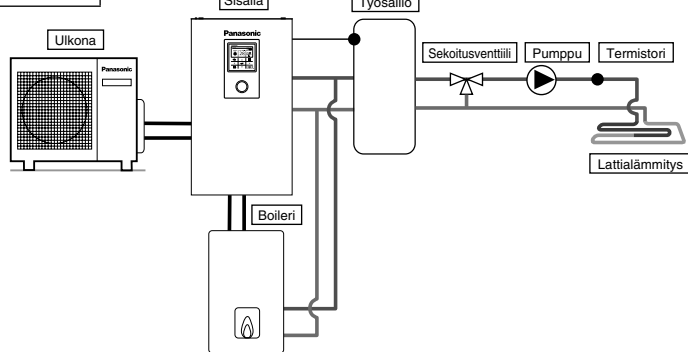 Sisällä
Työsäiliö
Ulkona
Panasonic
Panasonic
Sekoitusventtiili
Pumppu
Termistori
Lattialämmitys
Boileri